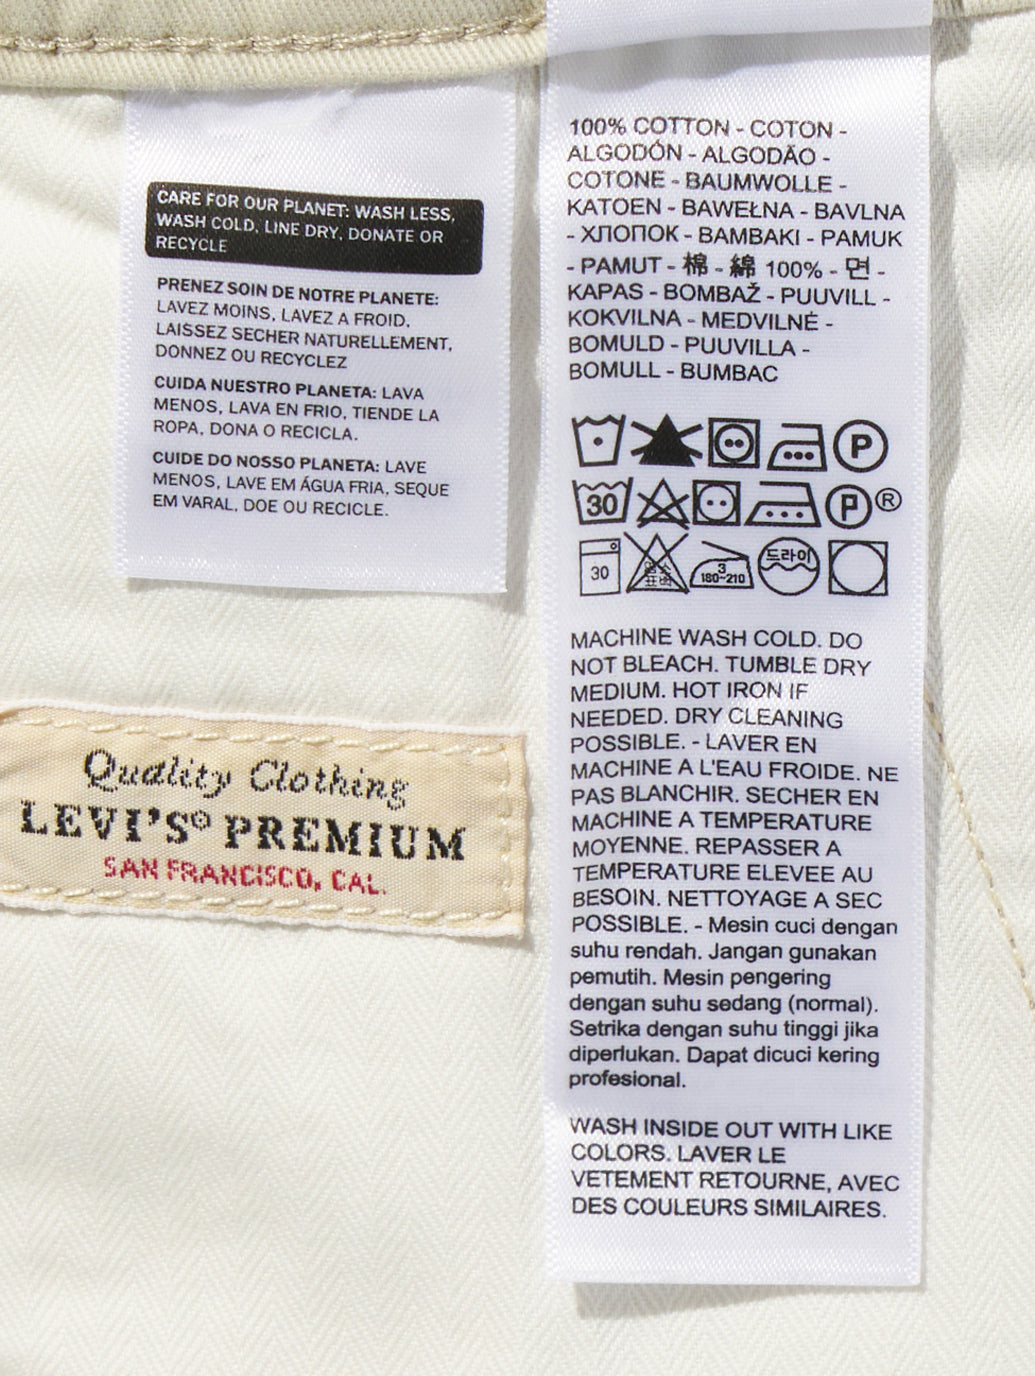 CARE FOR OUR PLANET: WASH LESS,
WASH COLD, LINE DRY, DONATE OR
RECYCLE
PRENEZ SOIN DE NOTRE PLANETE:
LAVEZ MOINS, LAVEZ A FROID,
LAISSEZ SECHER NATURELLEMENT,
DONNEZ OU RECYCLEZ
CUIDA NUESTRO PLANETA: LAVA
MENOS, LAVA EN FRIO, TIENDE LA
ROPA, DONA O RECICLA.
CUIDE DO NOSSO PLANETA: LAVE
MENOS, LAVE EM ÁGUA FRIA, SEQUE
EM VARAL, DOE OU RECICLE.
Quality Clothing
LEVI'S® PREMIUM
SAN FRANCISCO, CAL.
100% COTTON - COTON -
ALGODÓN - ALGODÃO -
COTONE - BAUMWOLLE -
KATOEN - BAWEŁNA - BAVLNA
- ХЛОПОК - BAMBAKI - PAMUK
- PAMUT - 棉 - 綿 100% - 면 -
KAPAS - BOMBAŽ - PUUVILL -
KOKVILNA - MEDVILNĖ -
BOMULD - PUUVILLA -
BOMULL - BUMBAC
P
30 P®
30 3 180~210 드라이
MACHINE WASH COLD. DO
NOT BLEACH. TUMBLE DRY
MEDIUM. HOT IRON IF
NEEDED. DRY CLEANING
POSSIBLE. - LAVER EN
MACHINE A L'EAU FROIDE. NE
PAS BLANCHIR. SECHER EN
MACHINE A TEMPERATURE
MOYENNE. REPASSER A
TEMPERATURE ELEVEE AU
BESOIN. NETTOYAGE A SEC
POSSIBLE. - Mesin cuci dengan
suhu rendah. Jangan gunakan
pemutih. Mesin pengering
dengan suhu sedang (normal).
Setrika dengan suhu tinggi jika
diperlukan. Dapat dicuci kering
profesional.
WASH INSIDE OUT WITH LIKE
COLORS. LAVER LE
VETEMENT RETOURNE, AVEC
DES COULEURS SIMILAIRES.